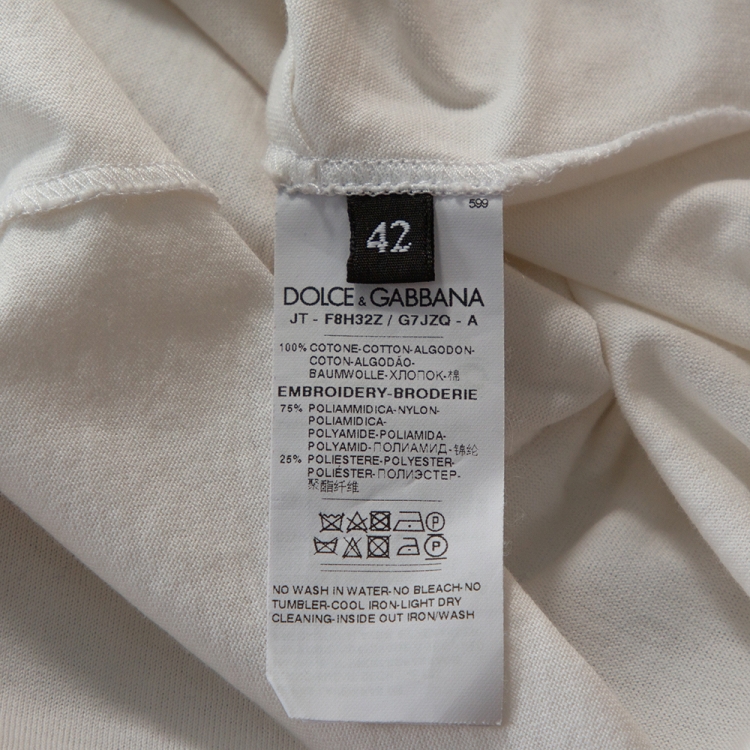 599
42
DOLCE & GABBANA
JT - F8H32Z / G7JZQ - A
100% COTONE-COTTON-ALGODON-
COTON-ALGODÃO-
BAUMWOLLE-ХЛОПОК-棉
EMBROIDERY-BRODERIE
75% POLIAMMIDICA-NYLON-
POLIAMIDICA-
POLYAMIDE-POLIAMIDA-
POLYAMID-ПОЛИАМИД-锦纶
25% POLIESTERE-POLYESTER-
POLIÉSTER-ПОЛИЭСТЕР-
聚酯纤维
P
P
NO WASH IN WATER-NO BLEACH-NO
TUMBLER-COOL IRON-LIGHT DRY
CLEANING-INSIDE OUT IRON/WASH